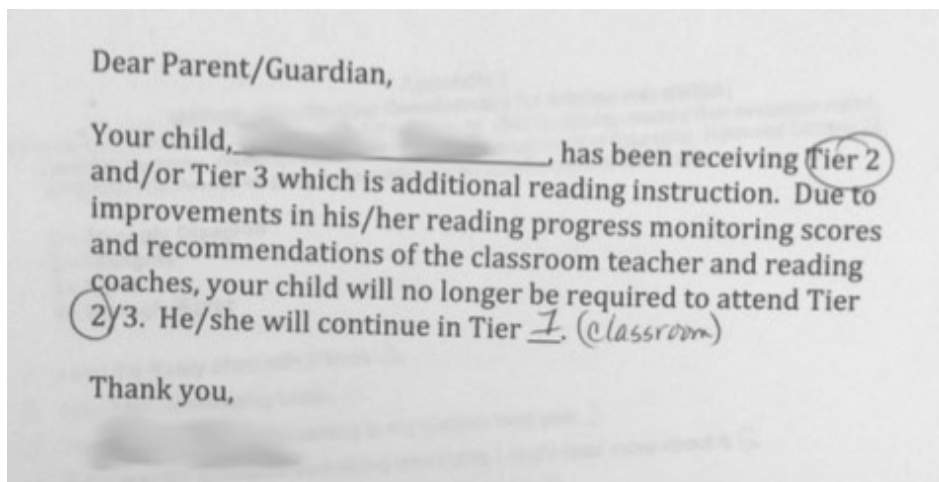 Dear Parent/Guardian,
Your child, , has been receiving Tier 2
and/or Tier 3 which is additional reading instruction. Due to
improvements in his/her reading progress monitoring scores
and recommendations of the classroom teacher and reading
coaches, your child will no longer be required to attend Tier
2/3. He/she will continue in Tier 1. (classroom)
Thank you,